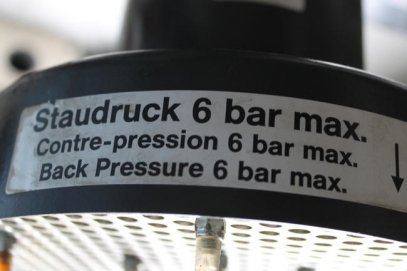 Staudruck 6 bar max.
Contre-pression 6 bar max.
Back Pressure 6 bar max.